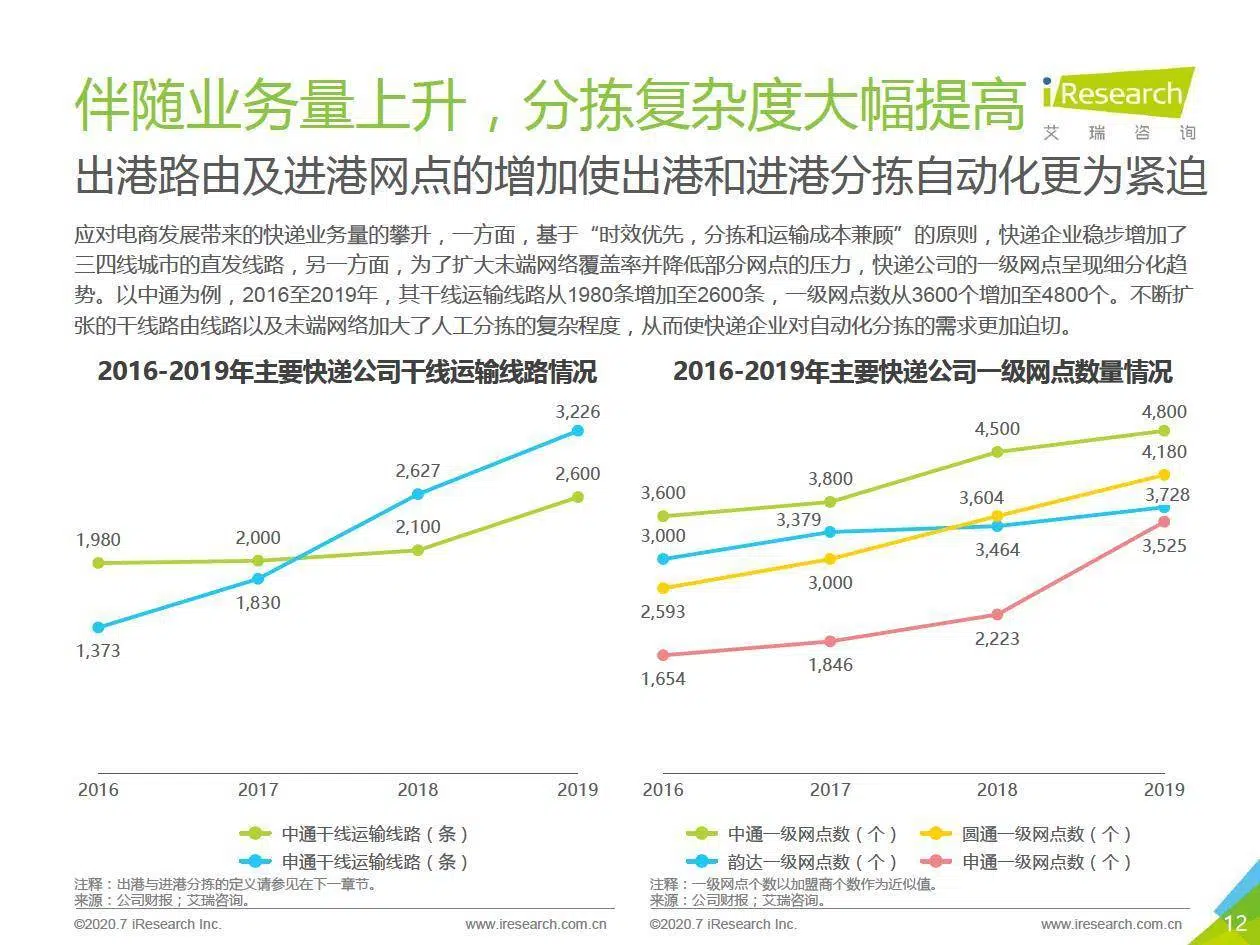 伴随业务量上升，分拣复杂度大幅提高
iResearch
艾瑞咨询
出港路由及进港网点的增加使出港和进港分拣自动化更为紧迫
应对电商发展带来的快递业务量的攀升，一方面，基于“时效优先，分拣和运输成本兼顾”的原则，快递企业稳步增加了
三四线城市的直发线路，另一方面，为了扩大末端网络覆盖率并降低部分网点的压力，快递公司的一级网点呈现细分化趋
势。以中通为例，2016至2019年，其干线运输线路从1980条增加至2600条，一级网点数从3600个增加至4800个。不断扩
张的干线路由线路以及末端网络加大了人工分拣的复杂程度，从而使快递企业对自动化分拣的需求更加迫切。
2016-2019年主要快递公司干线运输线路情况
3,226
2,627
2,600
1,980
2,000
2,100
1,830
1,373
2016 2017 2018 2019
中通干线运输线路（条）
申通干线运输线路（条）
注释：出港与进港分拣的定义请参见在下一章节。
来源：公司财报；艾瑞咨询。
©2020.7 iResearch Inc. www.iresearch.com.cn
2016-2019年主要快递公司一级网点数量情况
4,800
4,500
4,180
3,800
3,600
3,604
3,728
3,379
3,000
3,464
3,525
3,000
2,593
2,223
1,846
1,654
2016 2017 2018 2019
中通一级网点数（个） 圆通一级网点数（个）
韵达一级网点数（个） 申通一级网点数（个）
注释：一级网点个数以加盟商个数作为近似值。
来源：公司财报；艾瑞咨询。
©2020.7 iResearch Inc. www.iresearch.com.cn
12